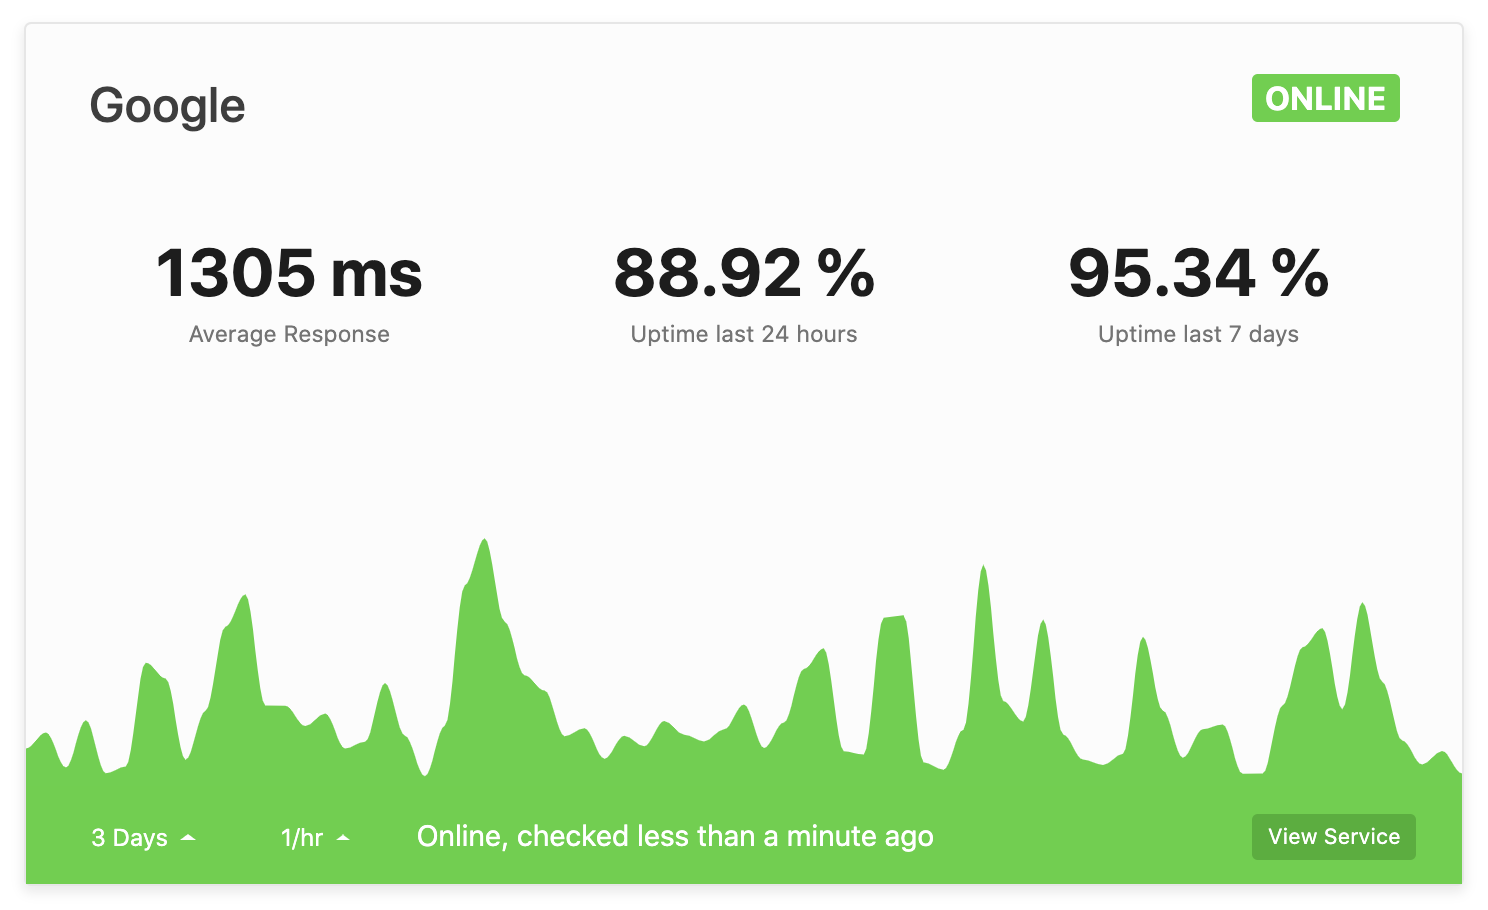 Google
ONLINE
1305 ms
88.92 %
95.34 %
Average Response
Uptime last 24 hours
Uptime last 7 days
3 Days
1/hr
Online, checked less than a minute ago
View Service